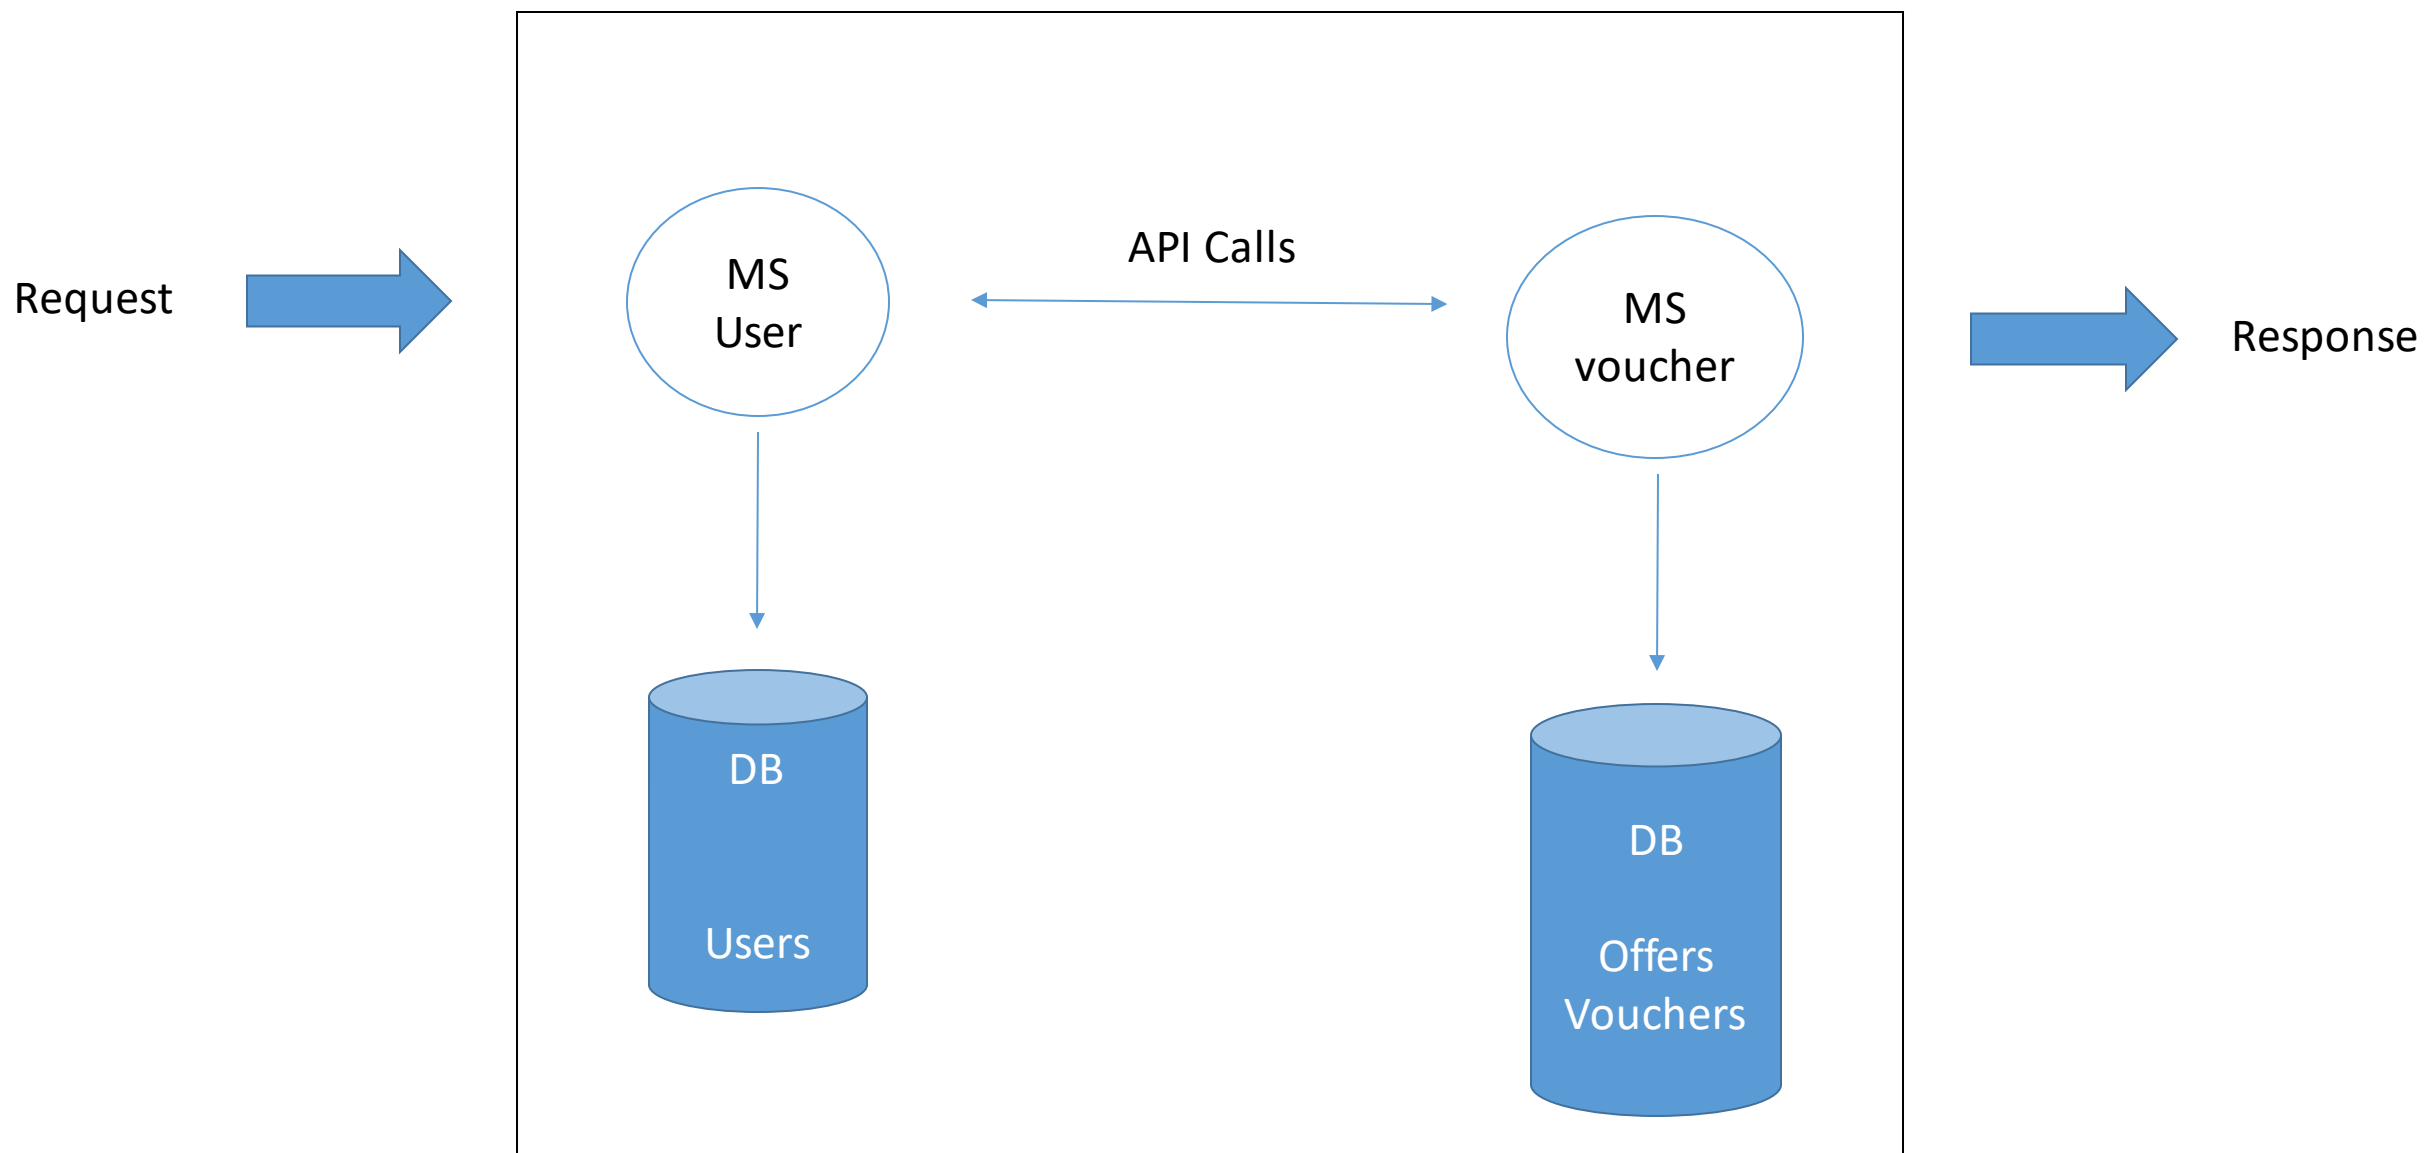 Request
MS
User
API Calls
MS
voucher
Response
DB
Users
DB
Offers
Vouchers